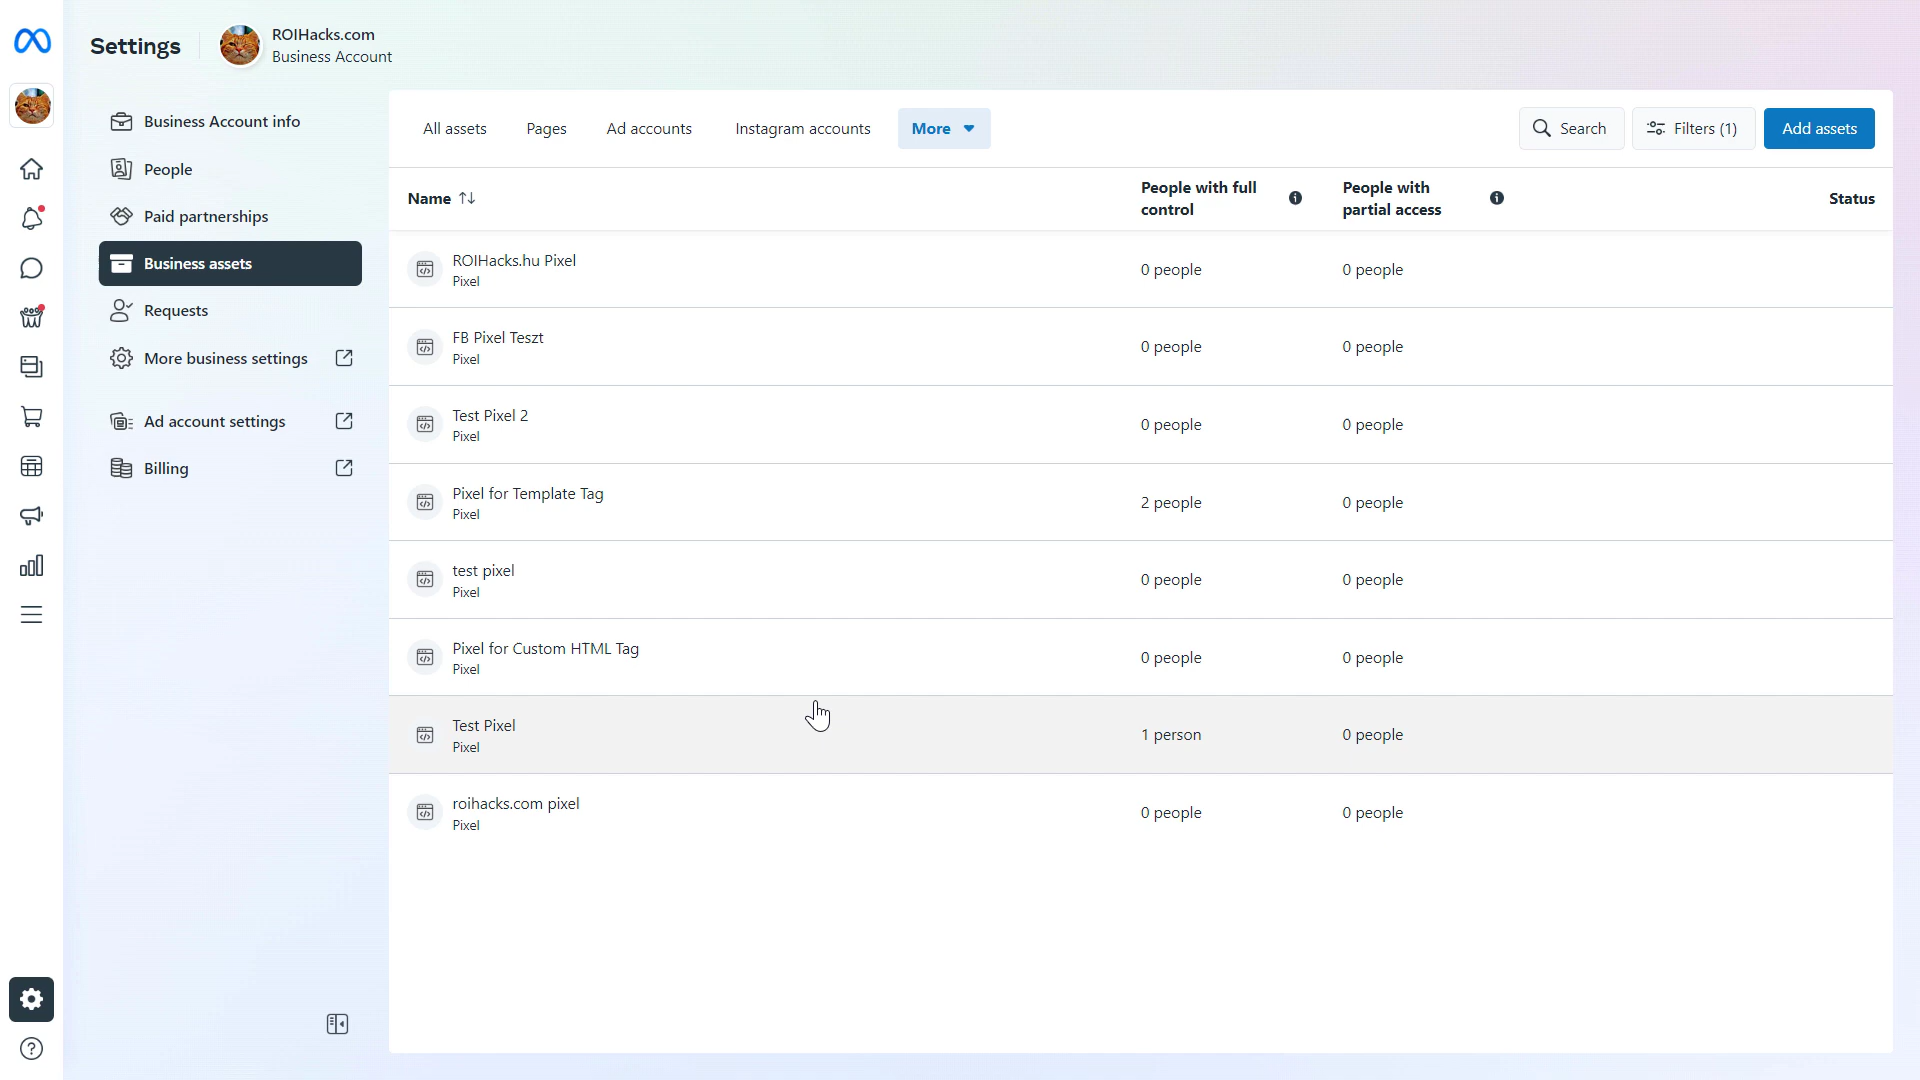 Settings
ROIHacks.com
Business Account
Business Account info
People
Paid partnerships
Business assets
Requests
More business settings
Ad account settings
Billing
All assets
Pages
Ad accounts
Instagram accounts
More
Search
Filters (1)
Add assets
Name
People with full
control
People with
partial access
Status
ROIHacks.hu Pixel
Pixel
0 people
0 people
FB Pixel Teszt
Pixel
0 people
0 people
Test Pixel 2
Pixel
0 people
0 people
Pixel for Template Tag
Pixel
2 people
0 people
test pixel
Pixel
0 people
0 people
Pixel for Custom HTML Tag
Pixel
0 people
0 people
Test Pixel
Pixel
1 person
0 people
roihacks.com pixel
Pixel
0 people
0 people